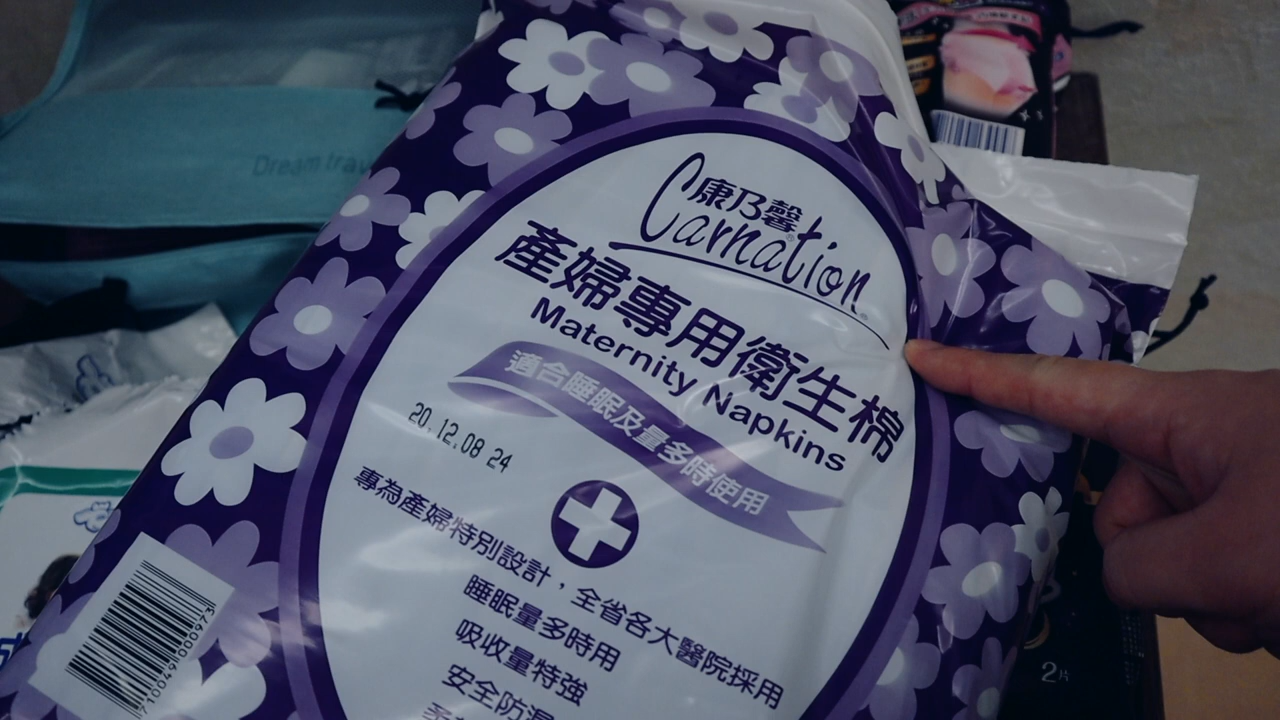 Dream trav
康乃馨
Carnation
產婦專用衛生棉
Maternity Napkins
適合睡眠及量多時使用
20.12.08 24
專為產婦特別設計，全省各大醫院採用
睡眠量多時用
吸收量特強
安全防漏
710049000973
2片